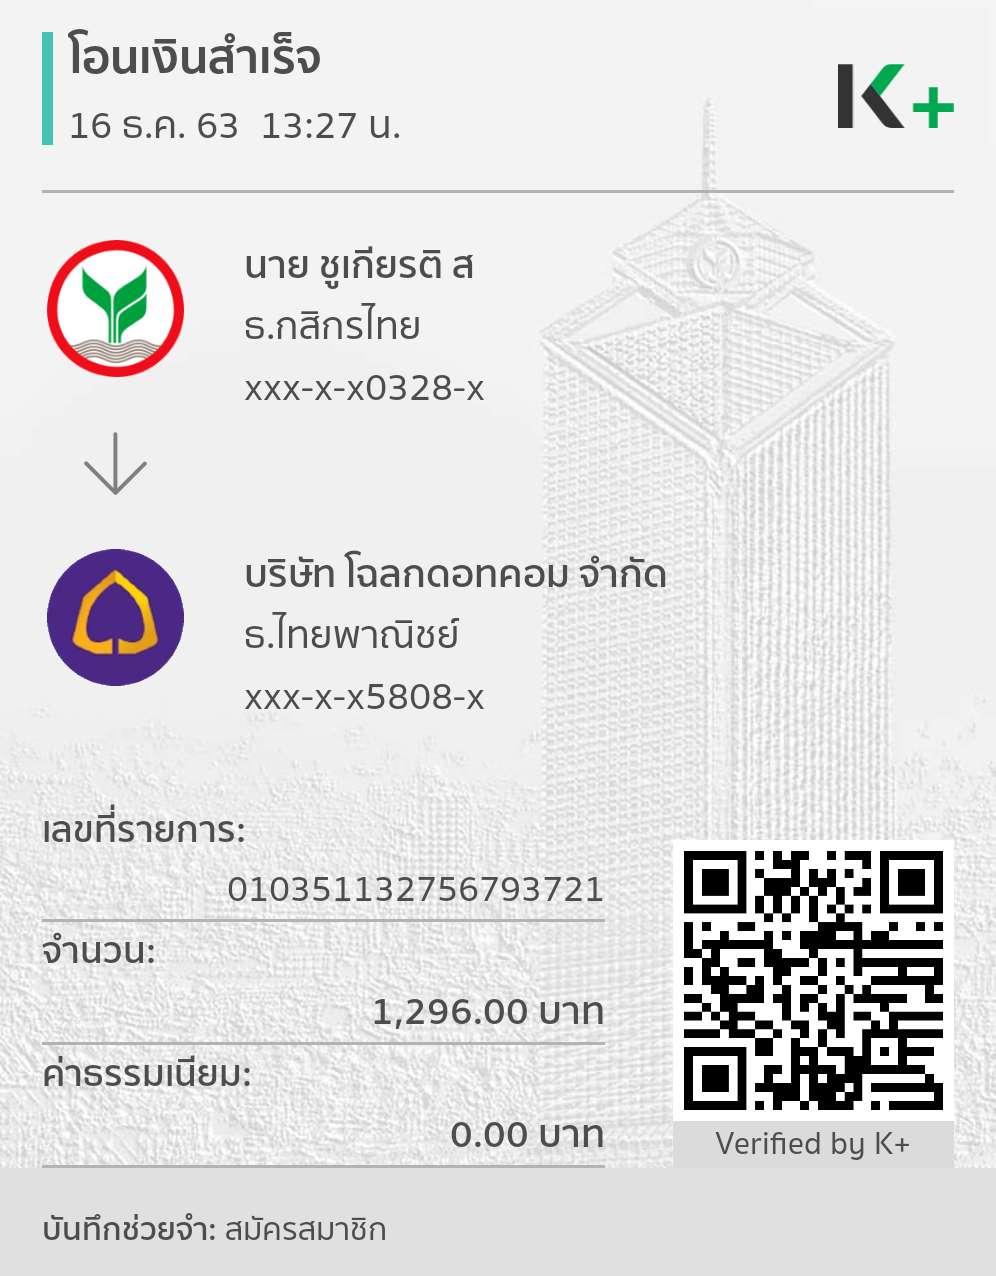 โอนเงินสำเร็จ
16 ธ.ค. 63 13:27 น.
K+
นาย ชูเกียรติ ส
ธ.กสิกรไทย
xxx-x-x0328-x
บริษัท โฉลกดอทคอม จำกัด
ธ.ไทยพาณิชย์
xxx-x-x5808-x
เลขที่รายการ:
010351132756793721
จำนวน:
1,296.00 บาท
ค่าธรรมเนียม:
0.00 บาท
Verified by K+
บันทึกช่วยจำ: สมัครสมาชิก